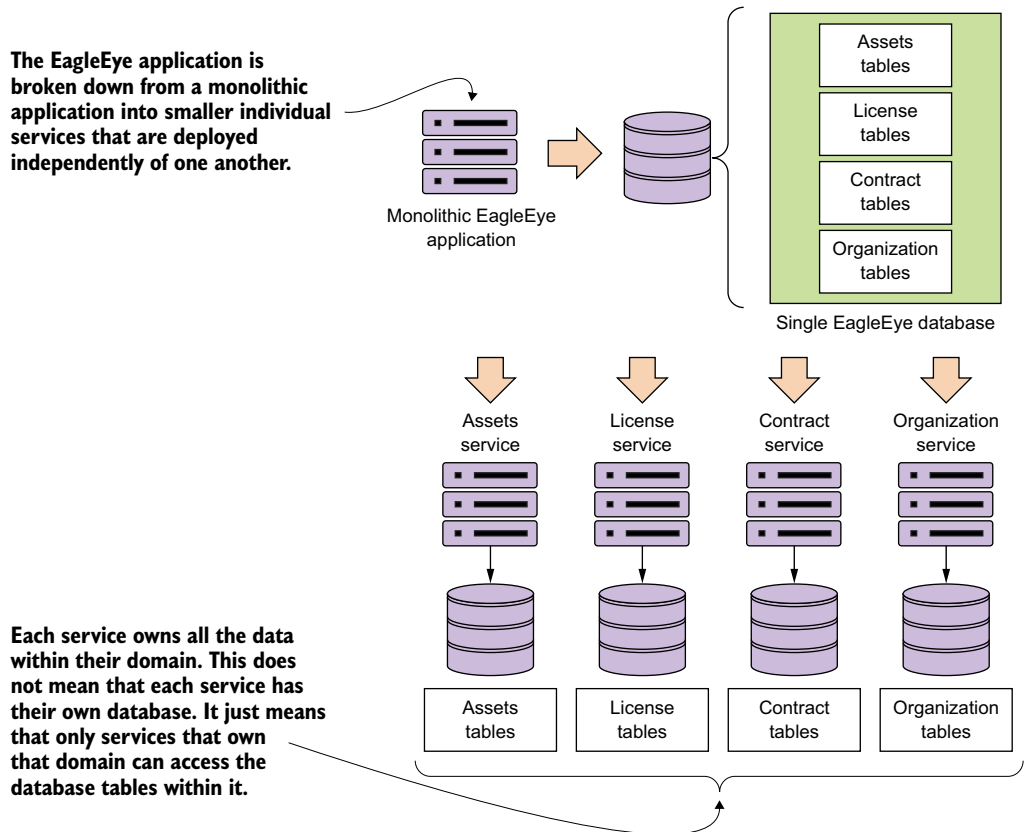 The EagleEye application is
broken down from a monolithic
application into smaller individual
services that are deployed
independently of one another.
Monolithic EagleEye
application
Assets
tables
License
tables
Contract
tables
Organization
tables
Single EagleEye database
Assets
service
License
service
Contract
service
Organization
service
Each service owns all the data
within their domain. This does
not mean that each service has
their own database. It just means
that only services that own
that domain can access the
database tables within it.
Assets
tables
License
tables
Contract
tables
Organization
tables